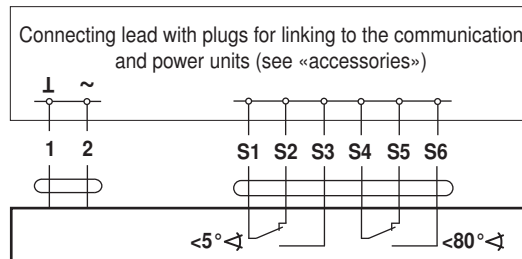 Connecting lead with plugs for linking to the communication
and power units (see «accessories»)
⊥ ~
1 2 S1 S2 S3 S4 S5 S6
<5°∢ <80°∢